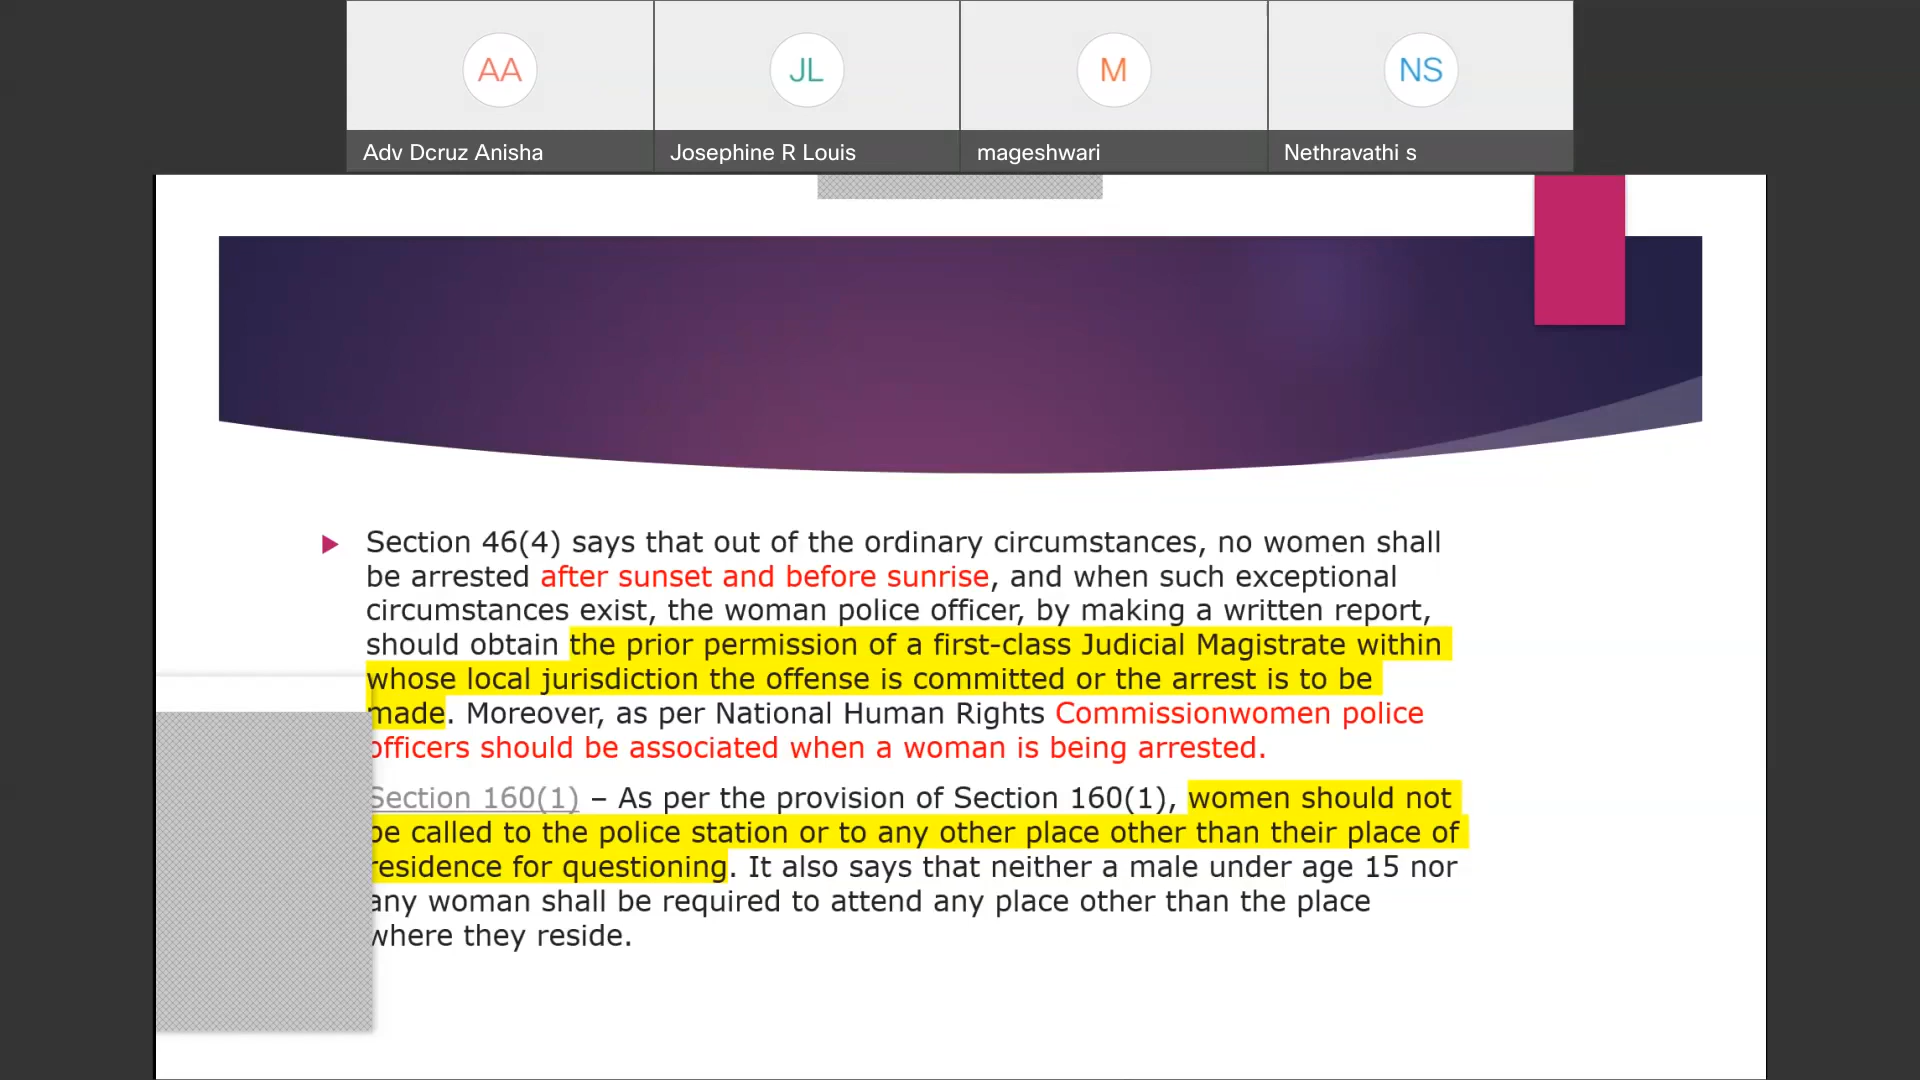 AA
JL
M
NS
Adv Dcruz Anisha
Josephine R Louis
mageshwari
Nethravathi s
Section 46(4) says that out of the ordinary circumstances, no women shall
be arrested after sunset and before sunrise, and when such exceptional
circumstances exist, the woman police officer, by making a written report,
should obtain the prior permission of a first-class Judicial Magistrate within
whose local jurisdiction the offense is committed or the arrest is to be
made. Moreover, as per National Human Rights Commissionwomen police
officers should be associated when a woman is being arrested.
Section 160(1) – As per the provision of Section 160(1), women should not
be called to the police station or to any other place other than their place of
residence for questioning. It also says that neither a male under age 15 nor
any woman shall be required to attend any place other than the place
where they reside.